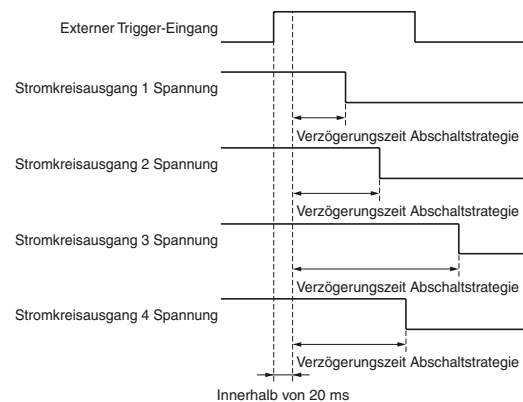 Externer Trigger-Eingang
Stromkreisausgang 1 Spannung
Verzögerungszeit Abschaltstrategie
Stromkreisausgang 2 Spannung
Verzögerungszeit Abschaltstrategie
Stromkreisausgang 3 Spannung
Verzögerungszeit Abschaltstrategie
Stromkreisausgang 4 Spannung
Verzögerungszeit Abschaltstrategie
Innerhalb von 20 ms